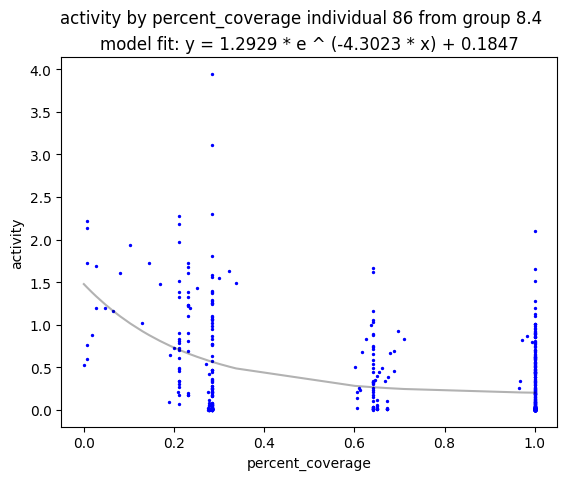 activity by percent_coverage individual 86 from group 8.4
model fit: y = 1.2929 * e ^ (-4.3023 * x) + 0.1847
4.0
3.5
3.0
2.5
2.0
1.5
1.0
0.5
0.0
activity
0.0 0.2 0.4 0.6 0.8 1.0
percent_coverage